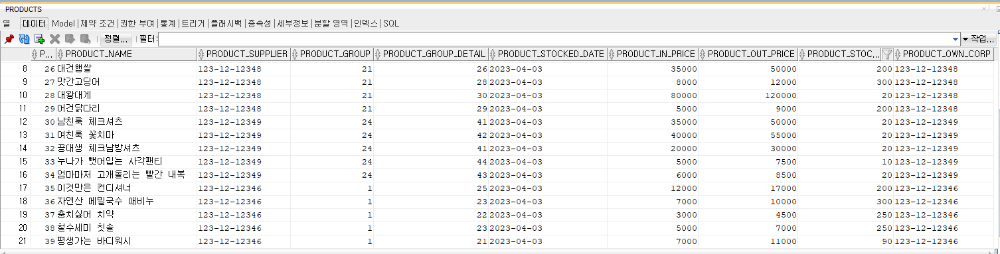 PRODUCTS
열 데이터 Model 제약 조건 권한 부여 통계 트리거 플래시백 종속성 세부정보 분할 영역 인덱스 SQL
정렬... 필터: 작업...
P... PRODUCT_NAME PRODUCT_SUPPLIER PRODUCT_GROUP PRODUCT_GROUP_DETAIL PRODUCT_STOCKED_DATE PRODUCT_IN_PRICE PRODUCT_OUT_PRICE PRODUCT_STOC... PRODUCT_OWN_CORP
8 26 대건햅쌀 123-12-12348 21 26 2023-04-03 35000 50000 200 123-12-12348
9 27 맛간고딩어 123-12-12348 21 28 2023-04-03 8000 12000 300 123-12-12348
10 28 대왕대게 123-12-12348 21 30 2023-04-03 80000 120000 20 123-12-12348
11 29 어건닭다리 123-12-12348 21 29 2023-04-03 5000 9000 200 123-12-12348
12 30 남친룩 체크셔츠 123-12-12349 24 41 2023-04-03 35000 50000 20 123-12-12349
13 31 여친룩 꽃치마 123-12-12349 24 42 2023-04-03 40000 55000 20 123-12-12349
14 32 공대생 체크남방셔츠 123-12-12349 24 41 2023-04-03 20000 30000 20 123-12-12349
15 33 누나가 뺏어입는 사각팬티 123-12-12349 24 44 2023-04-03 5000 7500 10 123-12-12349
16 34 엄마마저 고개돌리는 빨간 내복 123-12-12349 24 43 2023-04-03 6000 8500 20 123-12-12349
17 35 이것만은 컨디셔너 123-12-12346 1 25 2023-04-03 12000 17000 200 123-12-12346
18 36 자연산 메밀국수 때비누 123-12-12346 1 23 2023-04-03 7000 10000 300 123-12-12346
19 37 충치싫어 치약 123-12-12346 1 22 2023-04-03 3000 4500 250 123-12-12346
20 38 철수세미 칫솔 123-12-12346 1 23 2023-04-03 5000 7000 250 123-12-12346
21 39 평생가는 바디워시 123-12-12346 1 21 2023-04-03 7000 11000 90 123-12-12346